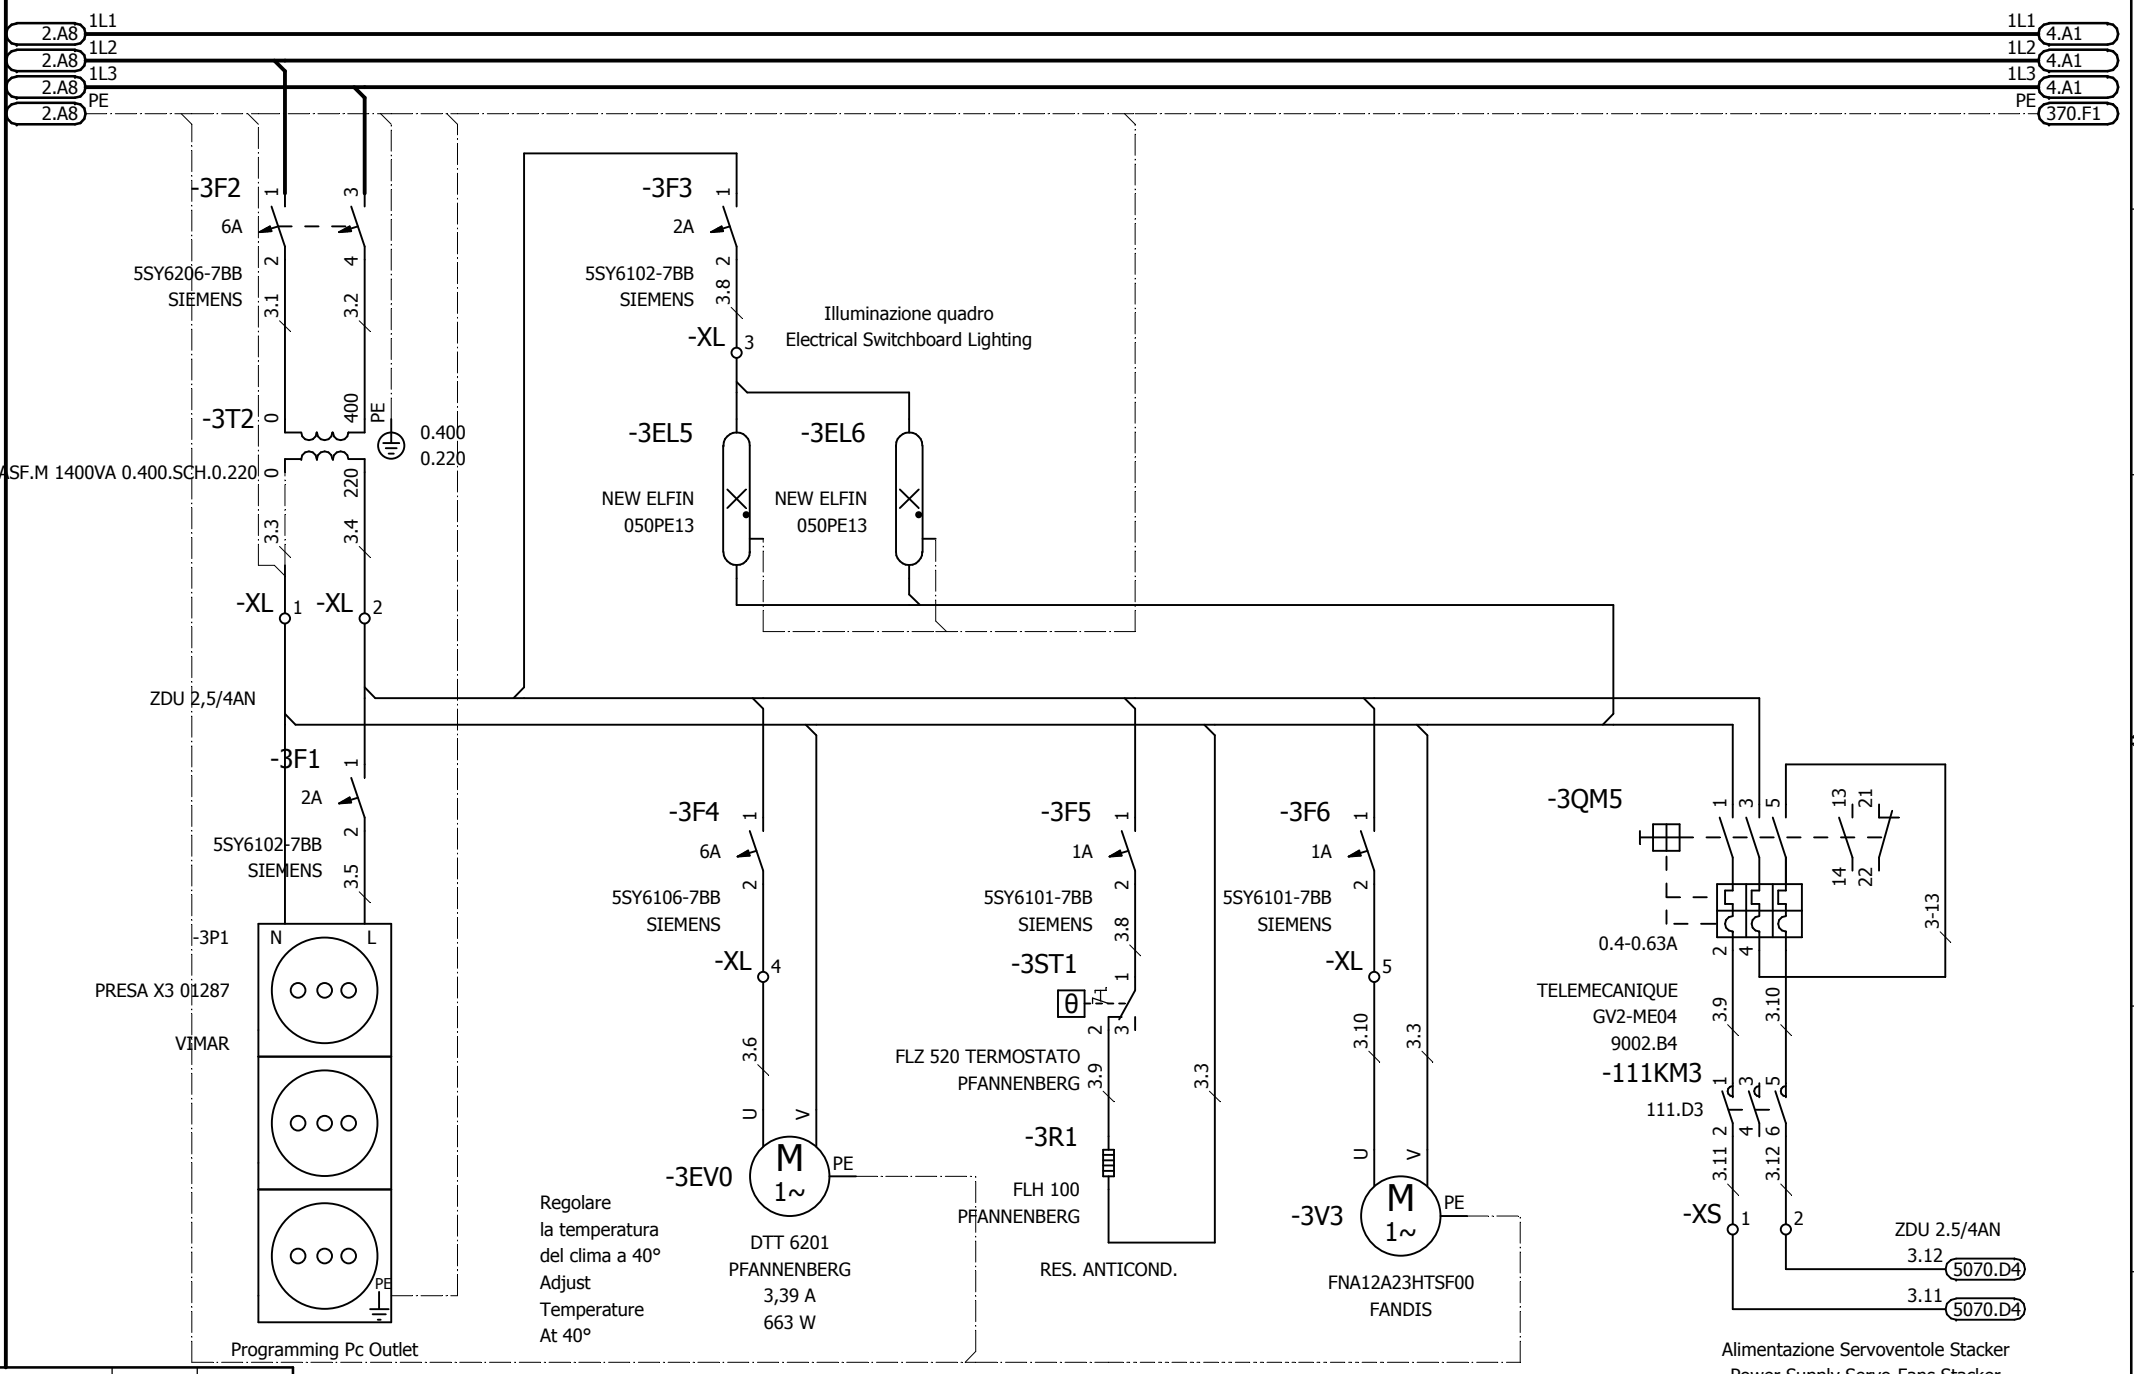 1L1
2.A8
1L2
2.A8
1L3
2.A8
PE
2.A8
1L1
4.A1
1L2
4.A1
1L3
4.A1
PE
370.F1
-3F2
1
3
6A
2
4
5SY6206-7BB
SIEMENS
3.1
3.2
-3T2
0
400
PE
0.400
0.220
ASF.M 1400VA 0.400.SCH.0.220
0
220
3.3
3.4
-XL
1
-XL
2
ZDU 2,5/4AN
-3F1
1
2A
2
5SY6102-7BB
SIEMENS
3.5
-3P1
N
L
PRESA X3 01287
VIMAR
PE
Programming Pc Outlet
-3F3
1
2A
2
5SY6102-7BB
SIEMENS
3.8
-XL
3
Illuminazione quadro
Electrical Switchboard Lighting
-3EL5
NEW ELFIN
050PE13
-3EL6
NEW ELFIN
050PE13
-3F4
1
6A
2
5SY6106-7BB
SIEMENS
-XL
4
3.6
U
V
-3EV0
M
1~
PE
DTT 6201
PFANNENBERG
3,39 A
663 W
Regolare
la temperatura
del clima a 40°
Adjust
Temperature
At 40°
-3F5
1
1A
2
5SY6101-7BB
SIEMENS
3.8
-3ST1
1
θ
2
3
FLZ 520 TERMOSTATO
PFANNENBERG
3.9
3.3
-3R1
FLH 100
PFANNENBERG
RES. ANTICOND.
-3F6
1
1A
2
5SY6101-7BB
SIEMENS
-XL
5
3.10
3.3
U
V
-3V3
M
1~
PE
FNA12A23HTSF00
FANDIS
-3QM5
1
3
5
13
21
14
22
0.4-0.63A
2
4
3-13
TELEMECANIQUE
GV2-ME04
9002.B4
3.9
3.10
-111KM3
1
3
5
111.D3
2
4
6
3.11
3.12
-XS
1
2
ZDU 2.5/4AN
3.12
5070.D4
3.11
5070.D4
Alimentazione Servoventole Stacker
Power Supply Servo Fans Stacker